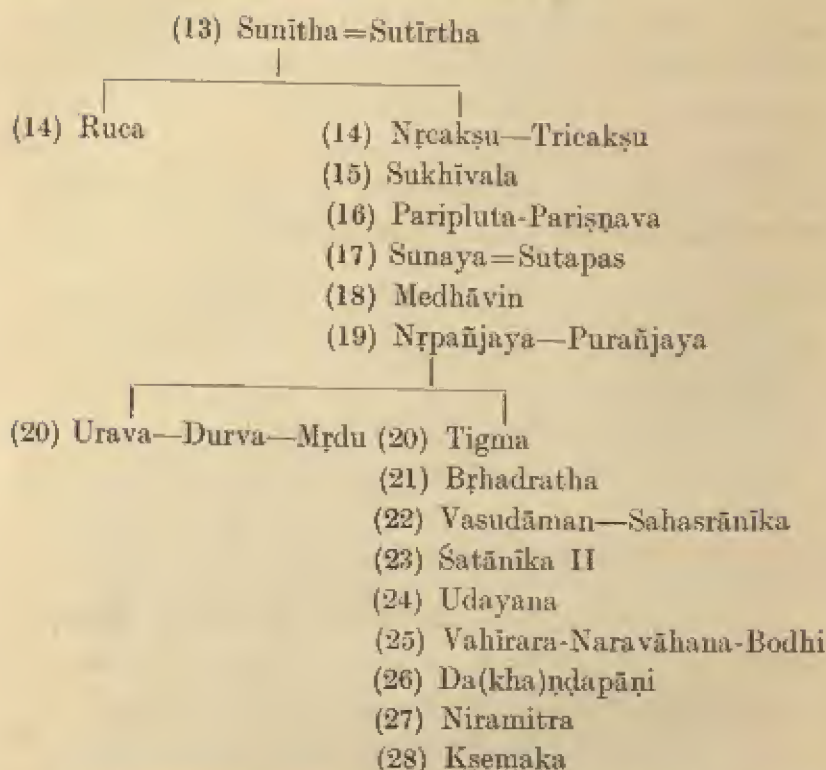 (13) Sunītha=Sutīrtha
(14) Ruca (14) Nṛcakṣu—Tricakṣu
(15) Sukhīvala
(16) Paripluta-Pariṣṇava
(17) Sunaya=Sutapas
(18) Medhāvin
(19) Nṛpañjaya—Purañjaya
(20) Urava—Durva—Mṛdu (20) Tigma
(21) Bṛhadratha
(22) Vasudāman—Sahasrānīka
(23) Śatānīka II
(24) Udayana
(25) Vahīrara-Naravāhana-Bodhi
(26) Da(kha)ṇḍapāṇi
(27) Niramitra
(28) Ksemaka